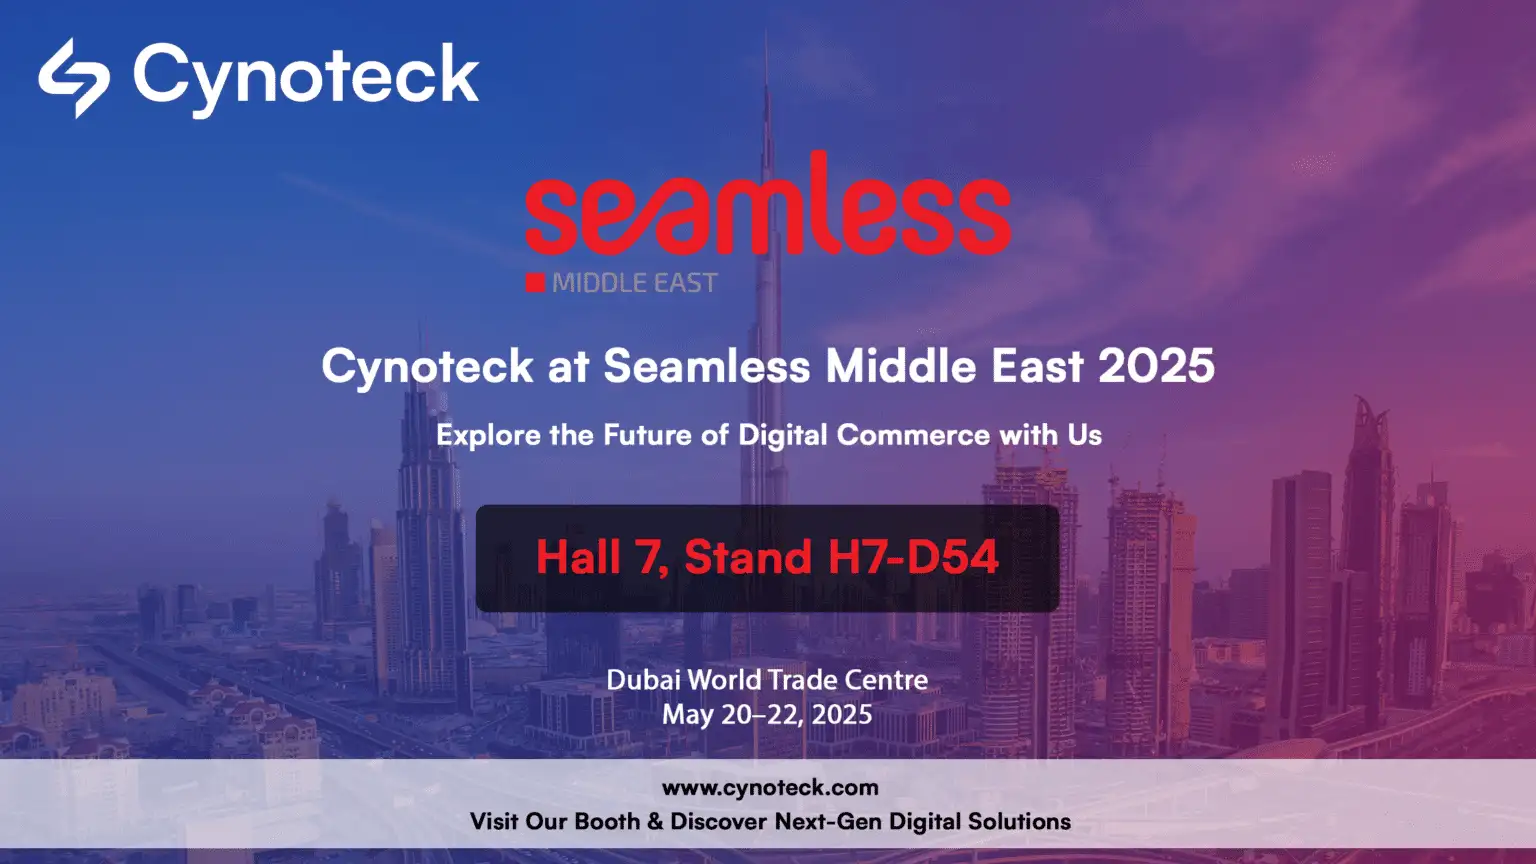 Cynoteck
seamless
MIDDLE EAST
Cynoteck at Seamless Middle East 2025
Explore the Future of Digital Commerce with Us
Hall 7, Stand H7-D54
Dubai World Trade Centre
May 20–22, 2025
www.cynoteck.com
Visit Our Booth & Discover Next-Gen Digital Solutions